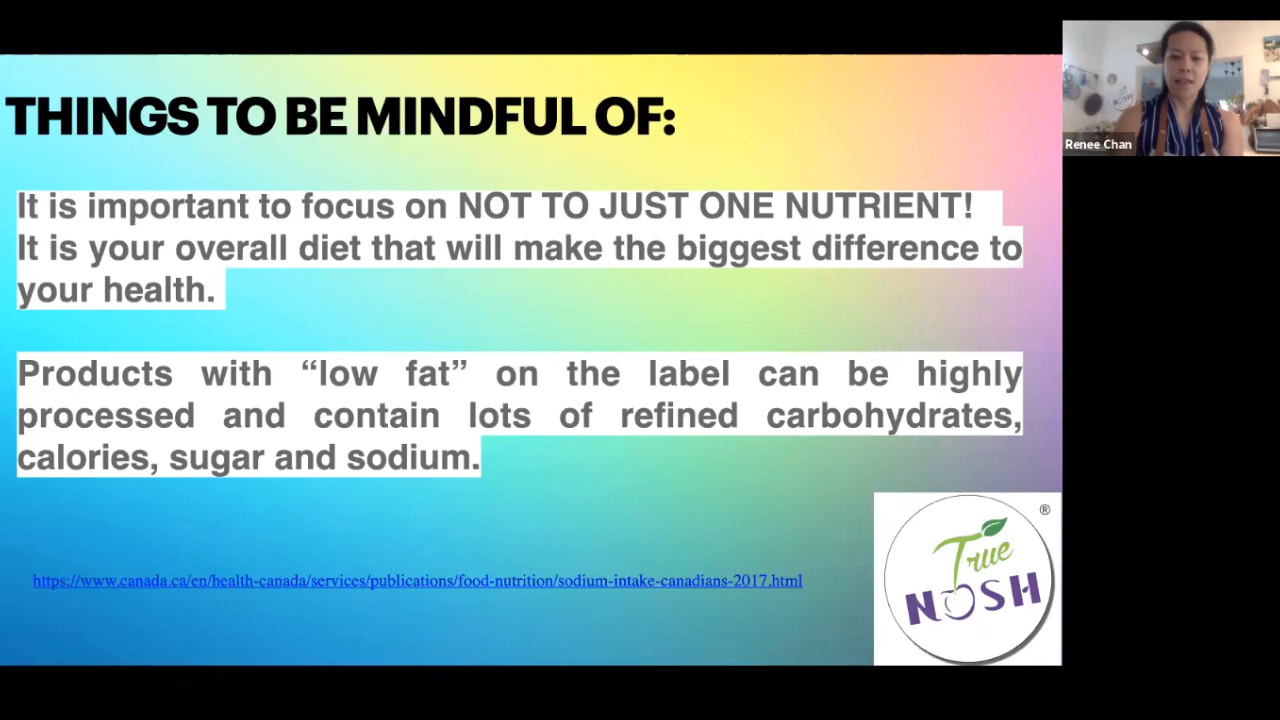 THINGS TO BE MINDFUL OF:
It is important to focus on NOT TO JUST ONE NUTRIENT!
It is your overall diet that will make the biggest difference to
your health.
Products with “low fat” on the label can be highly
processed and contain lots of refined carbohydrates,
calories, sugar and sodium.
https://www.canada.ca/en/health-canada/services/publications/food-nutrition/sodium-intake-canadians-2017.html
®
True
NOSH
Renee Chan